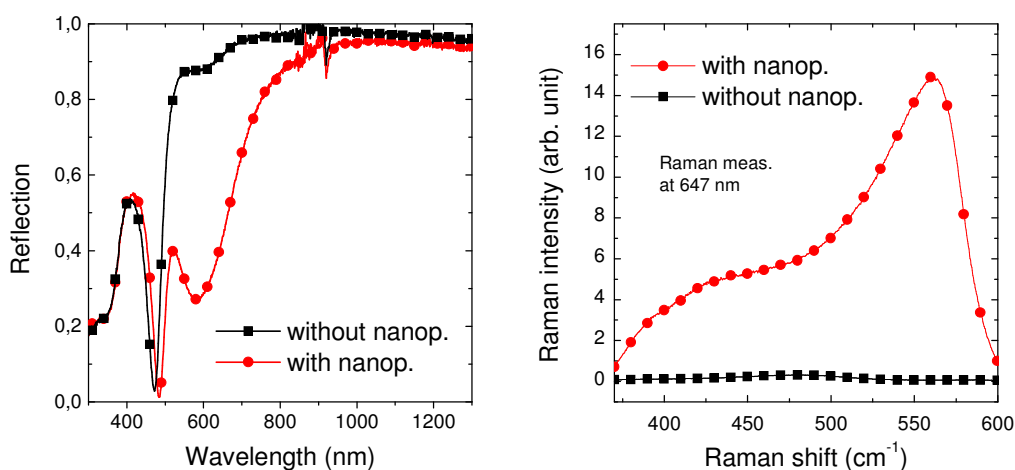 1,0
0,8
0,6
0,4
0,2
0,0
Reflection
without nanop.
with nanop.
400 600 800 1000 1200
Wavelength (nm)
16
14
12
10
8
6
4
2
0
Raman intensity (arb. unit)
with nanop.
without nanop.
Raman meas.
at 647 nm
400 450 500 550 600
Raman shift (cm⁻¹)